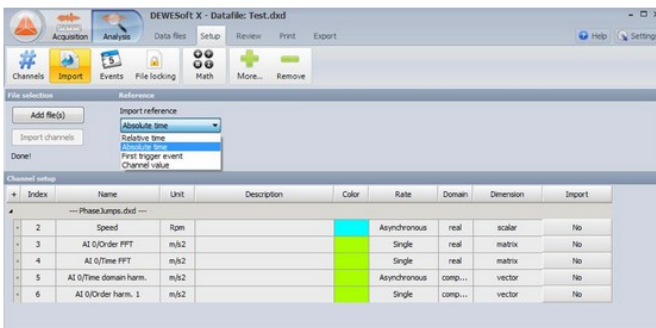 DEWESoft X - Datafile: Test.dxd
Acquisition Analysis Data files Setup Review Print Export Help Settings
Channels Import Events File locking Math More... Remove
File selection Reference
Add file(s) Import reference
Absolute time
Import channels Relative time
Absolute time
Done! First trigger event
Channel value
Channel setup
+ Index Name Unit Description Color Rate Domain Dimension Import
--- PhaseJumps.dxd ---
2 Speed Rpm Asynchronous real scalar No
3 AI 0/Order FFT m/s2 Single real matrix No
4 AI 0/Time FFT m/s2 Single real matrix No
5 AI 0/Time domain harm. m/s2 Asynchronous comp... vector No
6 AI 0/Order harm. 1 m/s2 Single comp... vector No